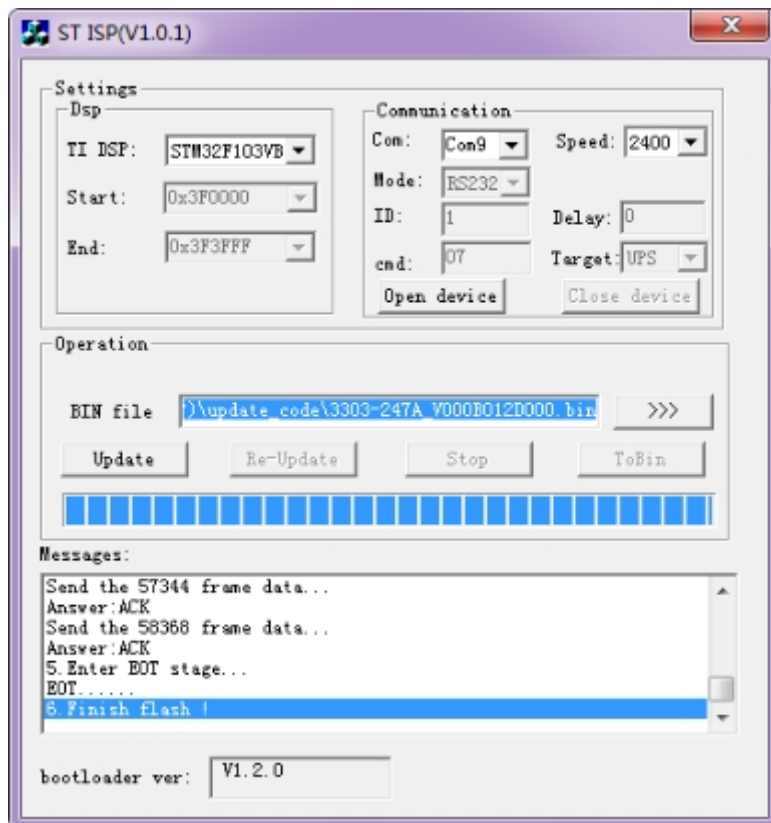 ST ISP(V1.0.1)
Settings
Dsp
TI DSP: STM32F103VB
Start: 0x3F0000
End: 0x3F3FFF
Communication
Com: Com9 Speed: 2400
Mode: RS232
ID: 1 Delay: 0
cmd: 07 Target: UPS
Open device Close device
Operation
BIN file )\update_code\3303-247A_V000B012D000.bin >>>
Update Re-Update Stop ToBin
Messages:
Send the 57344 frame data...
Answer:ACK
Send the 58368 frame data...
Answer:ACK
5.Enter EOT stage...
EOT......
6.Finish flash !
bootloader ver: V1.2.0